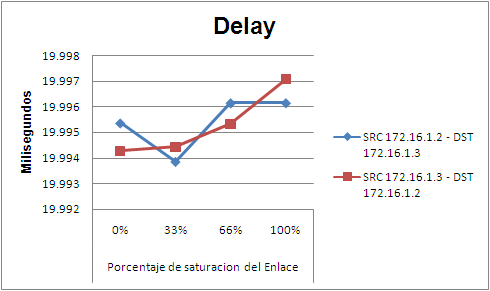 Delay
Milisegundos
19.998
19.997
19.996
19.995
19.994
19.993
19.992
0%
33%
66%
100%
Porcentaje de saturacion del Enlace
SRC 172.16.1.2 - DST
172.16.1.3
SRC 172.16.1.3 - DST
172.16.1.2